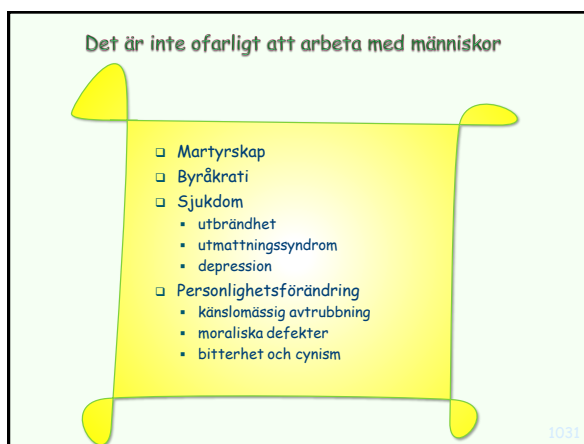 Det är inte ofarligt att arbeta med människor
❑ Martyrskap
❑ Byråkrati
❑ Sjukdom
▪ utbrändhet
▪ utmattningssyndrom
▪ depression
❑ Personlighetsförändring
▪ känslomässig avtrubbning
▪ moraliska defekter
▪ bitterhet och cynism
1031